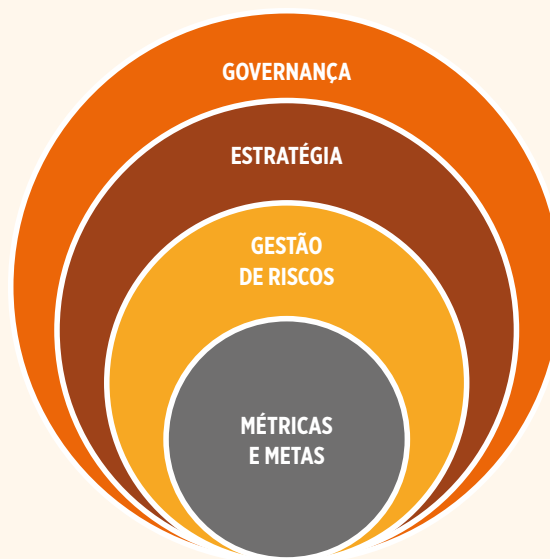 GOVERNANÇA
ESTRATÉGIA
GESTÃO
DE RISCOS
MÉTRICAS
E METAS